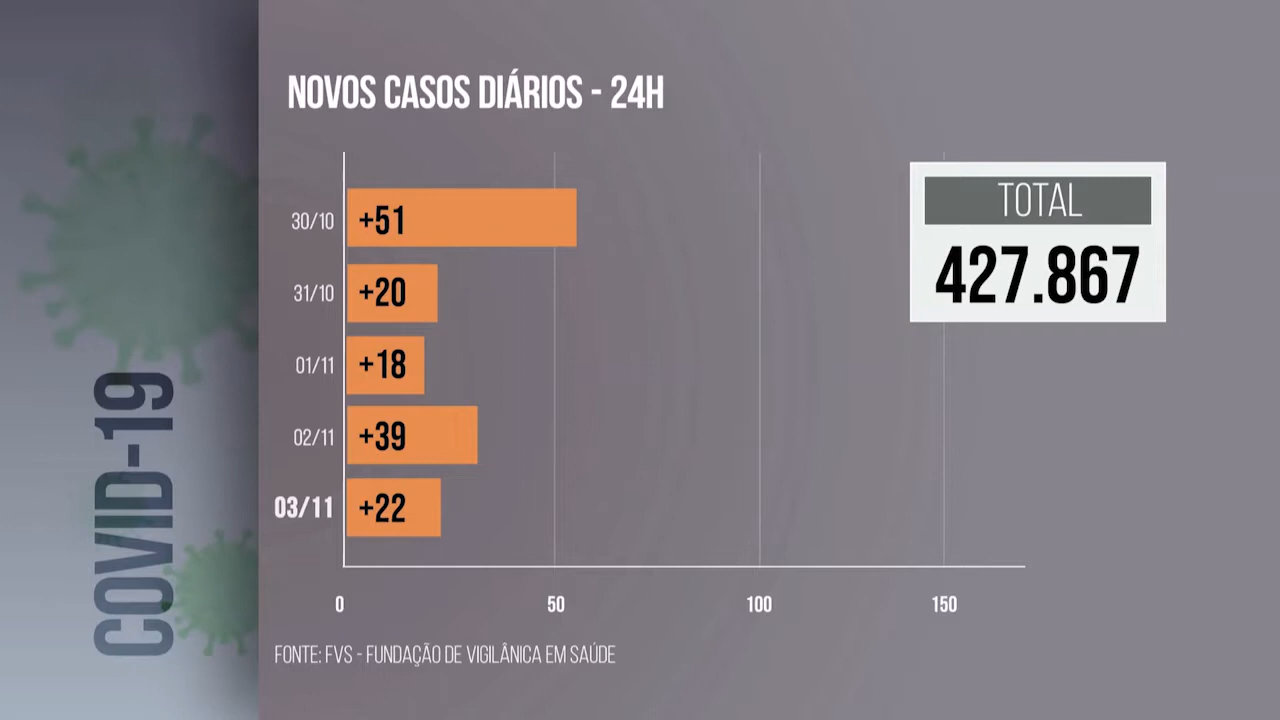 NOVOS CASOS DIÁRIOS - 24H
30/10 +51
31/10 +20
01/11 +18
02/11 +39
03/11 +22
0 50 100 150
TOTAL
427.867
FONTE: FVS - FUNDAÇÃO DE VIGILÂNICA EM SAÚDE
COVID-19